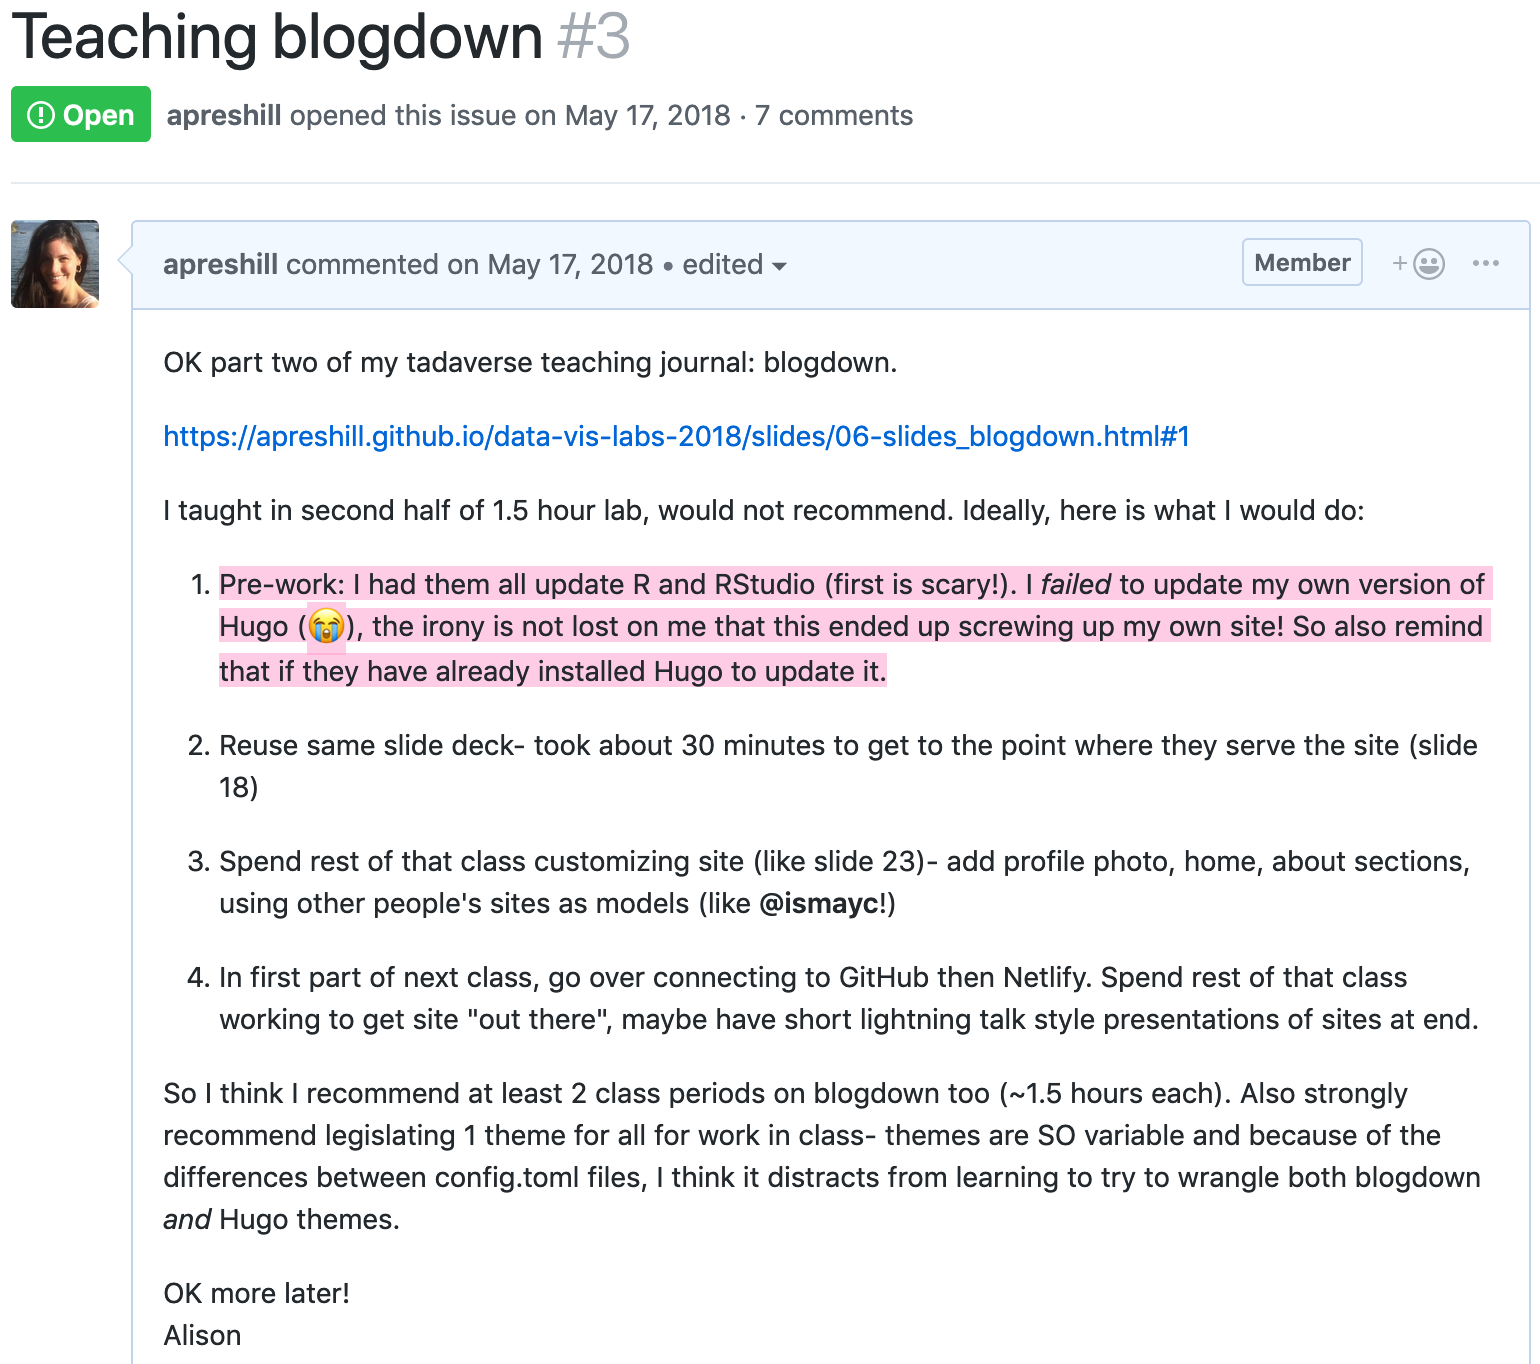 Teaching blogdown #3
Open apreshill opened this issue on May 17, 2018 · 7 comments
apreshill commented on May 17, 2018 • edited Member
OK part two of my tadaverse teaching journal: blogdown.
https://apreshill.github.io/data-vis-labs-2018/slides/06-slides_blogdown.html#1
I taught in second half of 1.5 hour lab, would not recommend. Ideally, here is what I would do:
1. Pre-work: I had them all update R and RStudio (first is scary!). I failed to update my own version of
Hugo (😭), the irony is not lost on me that this ended up screwing up my own site! So also remind
that if they have already installed Hugo to update it.
2. Reuse same slide deck- took about 30 minutes to get to the point where they serve the site (slide
18)
3. Spend rest of that class customizing site (like slide 23)- add profile photo, home, about sections,
using other people's sites as models (like @ismayc!)
4. In first part of next class, go over connecting to GitHub then Netlify. Spend rest of that class
working to get site "out there", maybe have short lightning talk style presentations of sites at end.
So I think I recommend at least 2 class periods on blogdown too (~1.5 hours each). Also strongly
recommend legislating 1 theme for all for work in class- themes are SO variable and because of the
differences between config.toml files, I think it distracts from learning to try to wrangle both blogdown
and Hugo themes.
OK more later!
Alison